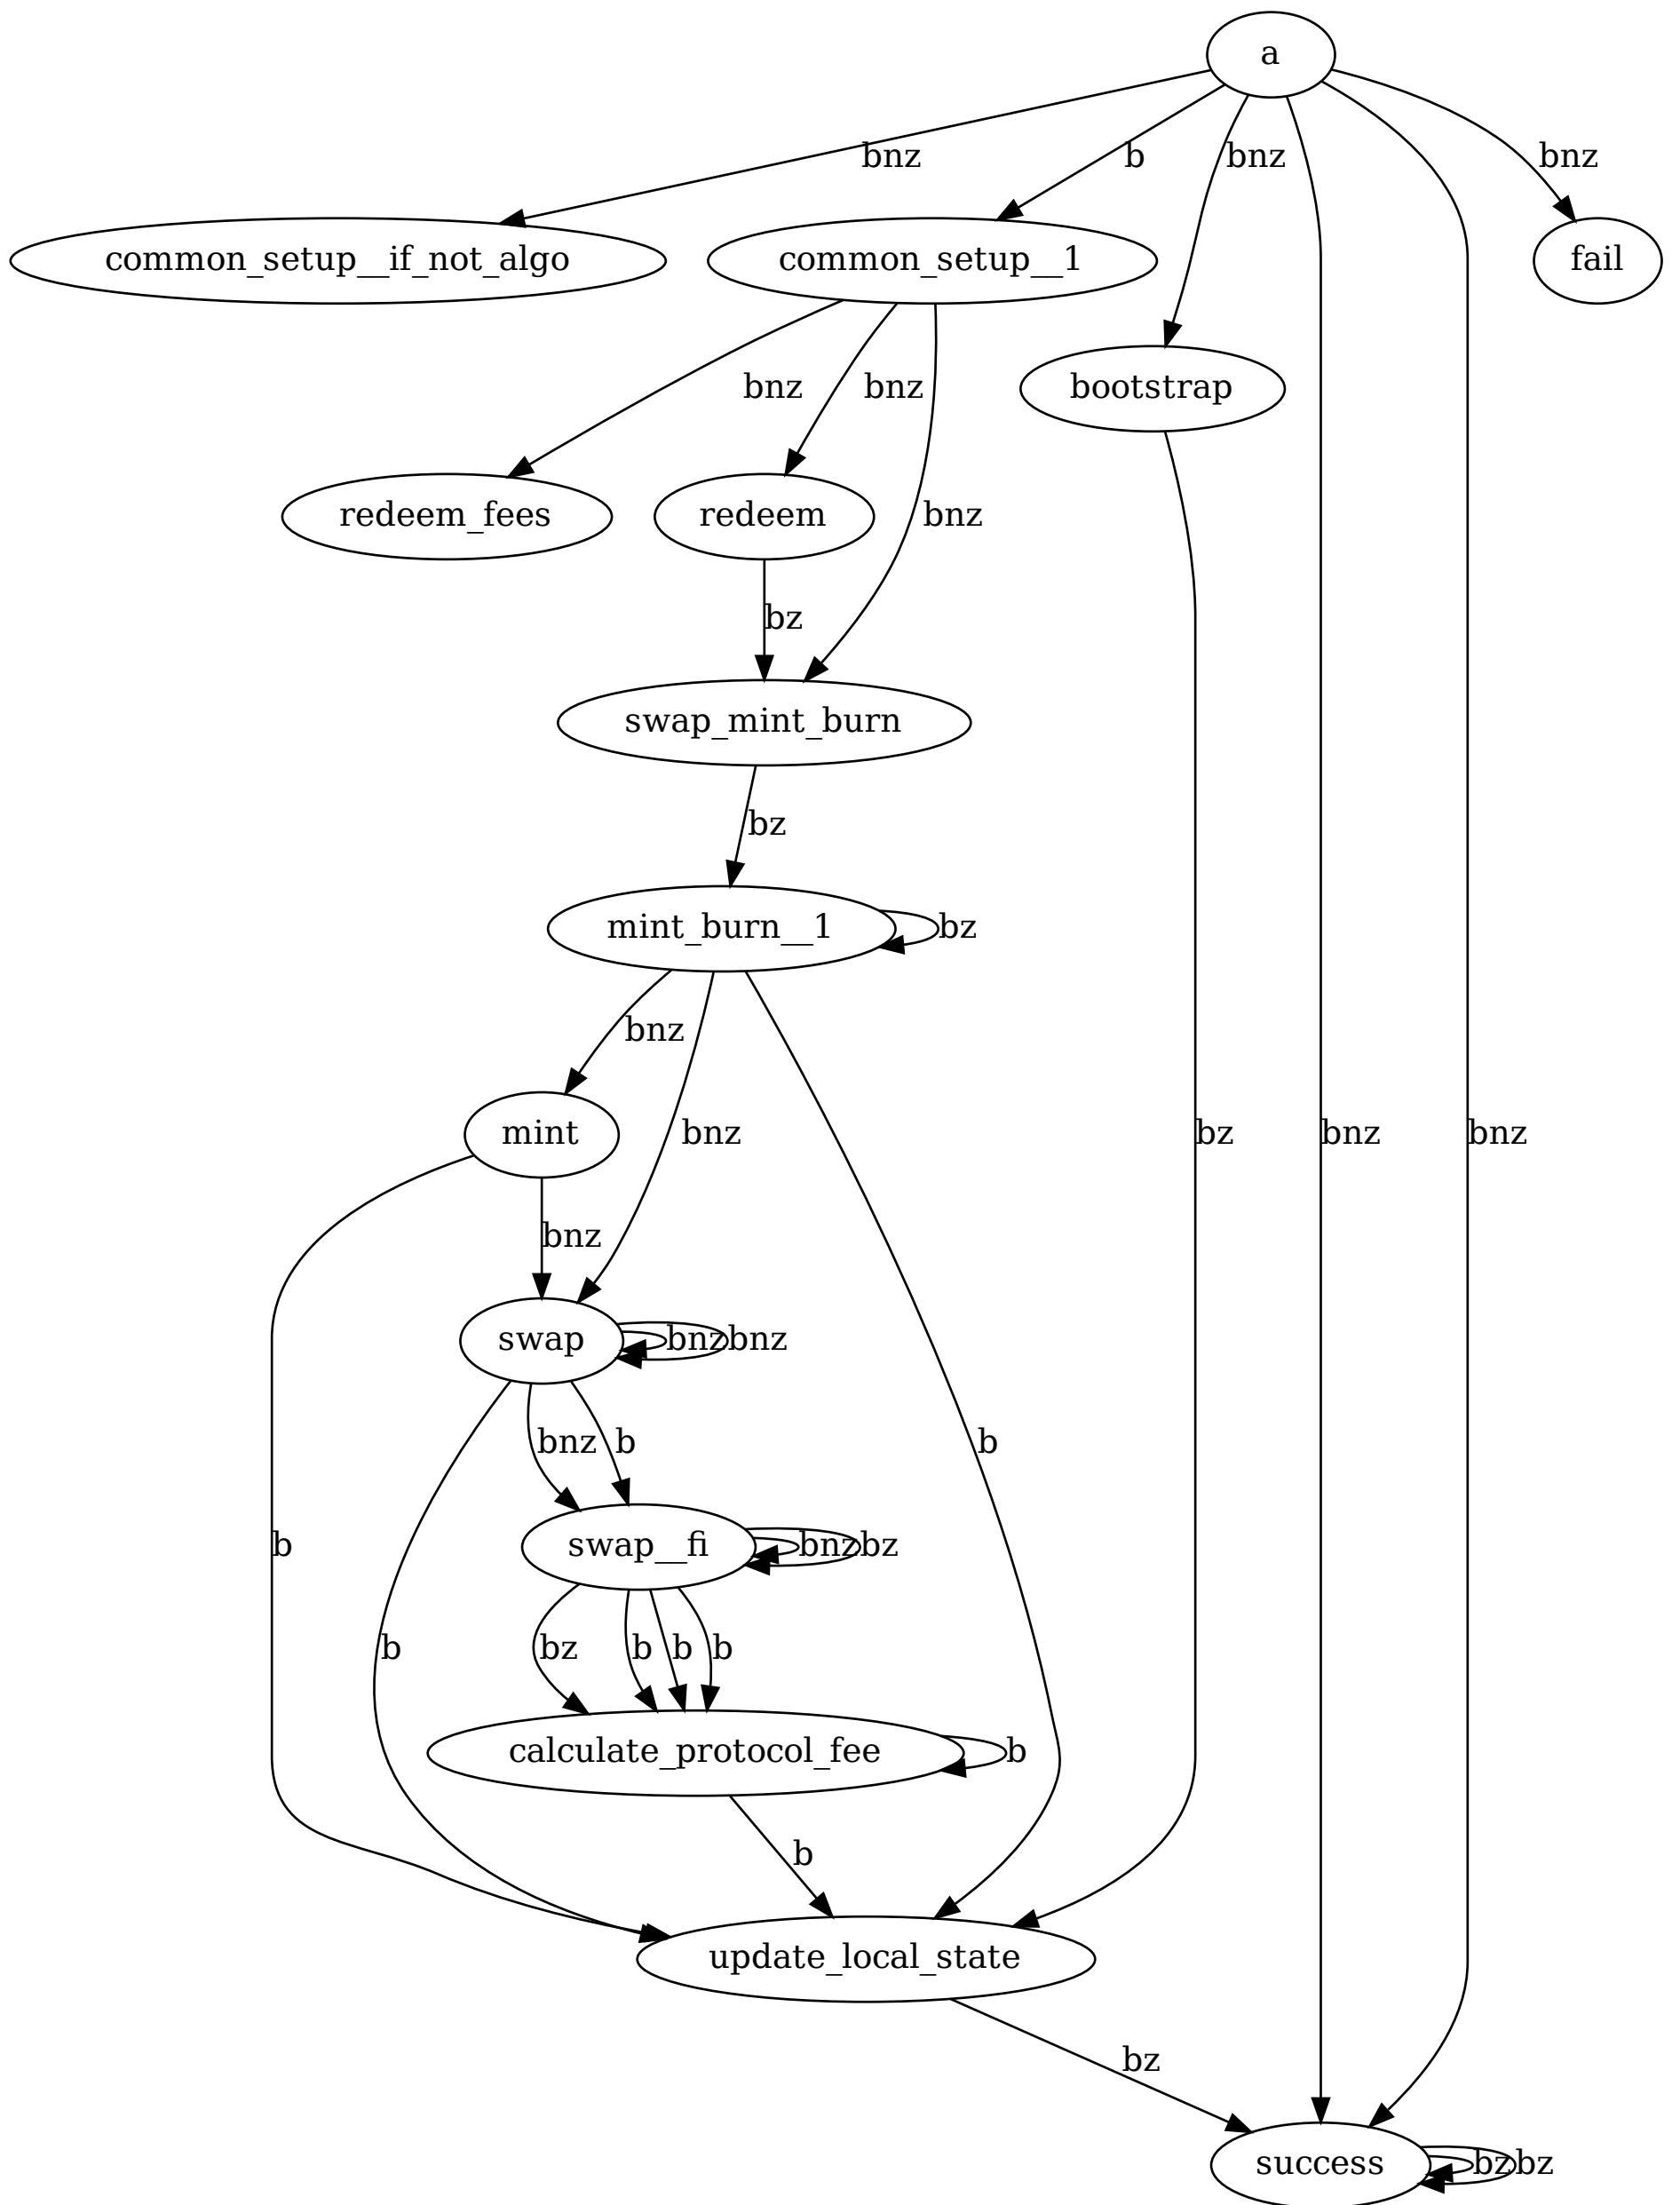 a
bnz
b
bnz
bnz
common_setup__if_not_algo
common_setup__1
fail
bnz
bnz
bootstrap
redeem_fees
redeem
bnz
bz
swap_mint_burn
bz
mint_burn__1
bz
bnz
mint
bnz
bz
bnz
bnz
bnz
swap
bnz
bnz
bnz
b
b
b
swap__fi
bnz
bz
b
bz
b
b
b
calculate_protocol_fee
b
b
update_local_state
bz
success
bz
bz